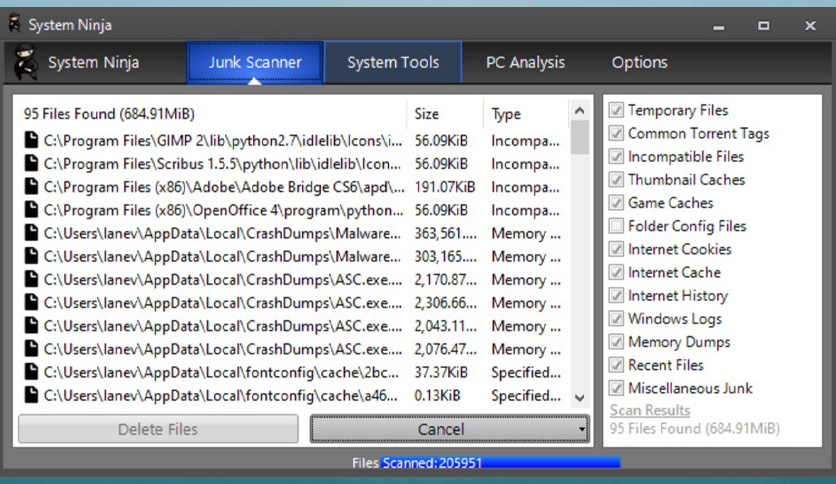 System Ninja
System Ninja Junk Scanner System Tools PC Analysis Options
95 Files Found (684.91MiB) Size Type
C:\Program Files\GIMP 2\lib\python2.7\idlelib\Icons\i... 56.09KiB Incompa...
C:\Program Files\Scribus 1.5.5\python\lib\idlelib\Icon... 56.09KiB Incompa...
C:\Program Files (x86)\Adobe\Adobe Bridge CS6\apd\... 191.07KiB Incompa...
C:\Program Files (x86)\OpenOffice 4\program\python... 56.09KiB Incompa...
C:\Users\lanev\AppData\Local\CrashDumps\Malware... 363,561.... Memory ...
C:\Users\lanev\AppData\Local\CrashDumps\Malware... 303,165.... Memory ...
C:\Users\lanev\AppData\Local\CrashDumps\ASC.exe.... 2,170.87... Memory ...
C:\Users\lanev\AppData\Local\CrashDumps\ASC.exe.... 2,306.66... Memory ...
C:\Users\lanev\AppData\Local\CrashDumps\ASC.exe.... 2,043.11... Memory ...
C:\Users\lanev\AppData\Local\CrashDumps\ASC.exe.... 2,076.47... Memory ...
C:\Users\lanev\AppData\Local\fontconfig\cache\2bc... 37.37KiB Specified...
C:\Users\lanev\AppData\Local\fontconfig\cache\a46... 0.13KiB Specified...
Delete Files Cancel
Temporary Files
Common Torrent Tags
Incompatible Files
Thumbnail Caches
Game Caches
Folder Config Files
Internet Cookies
Internet Cache
Internet History
Windows Logs
Memory Dumps
Recent Files
Miscellaneous Junk
Scan Results
95 Files Found (684.91MiB)
Files Scanned: 205951